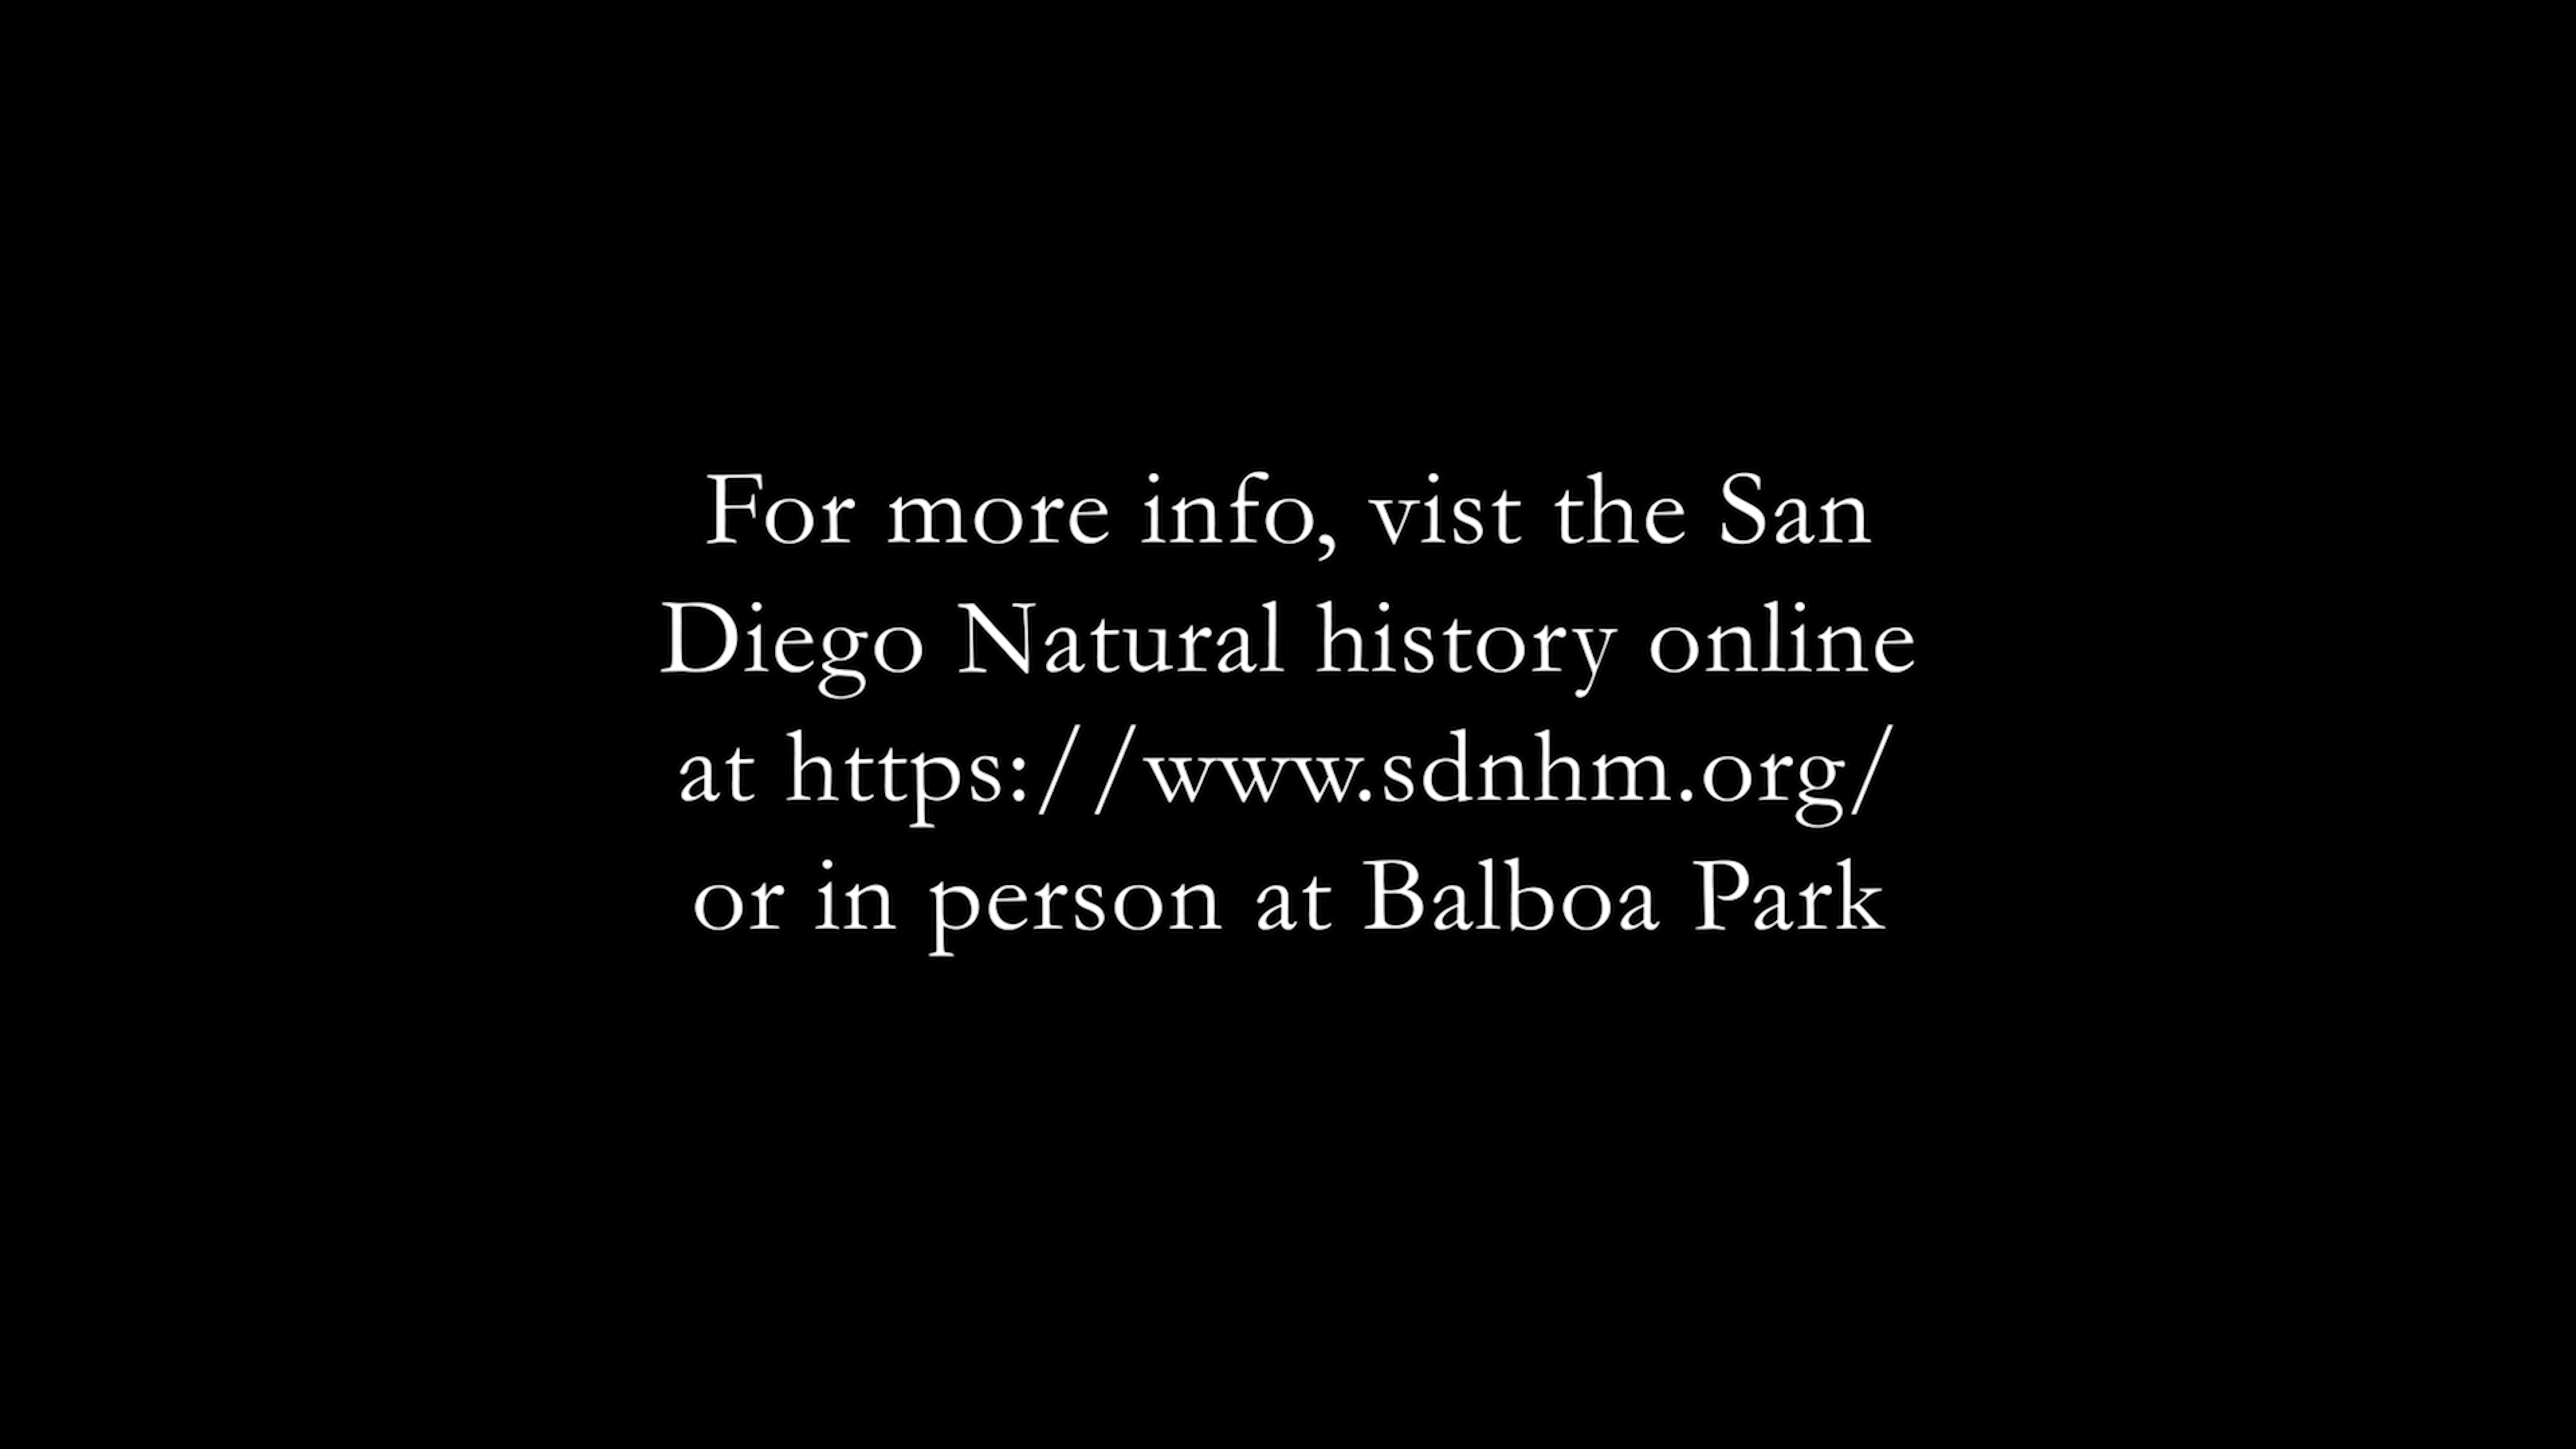 For more info, vist the San
Diego Natural history online
at https://www.sdnhm.org/
or in person at Balboa Park